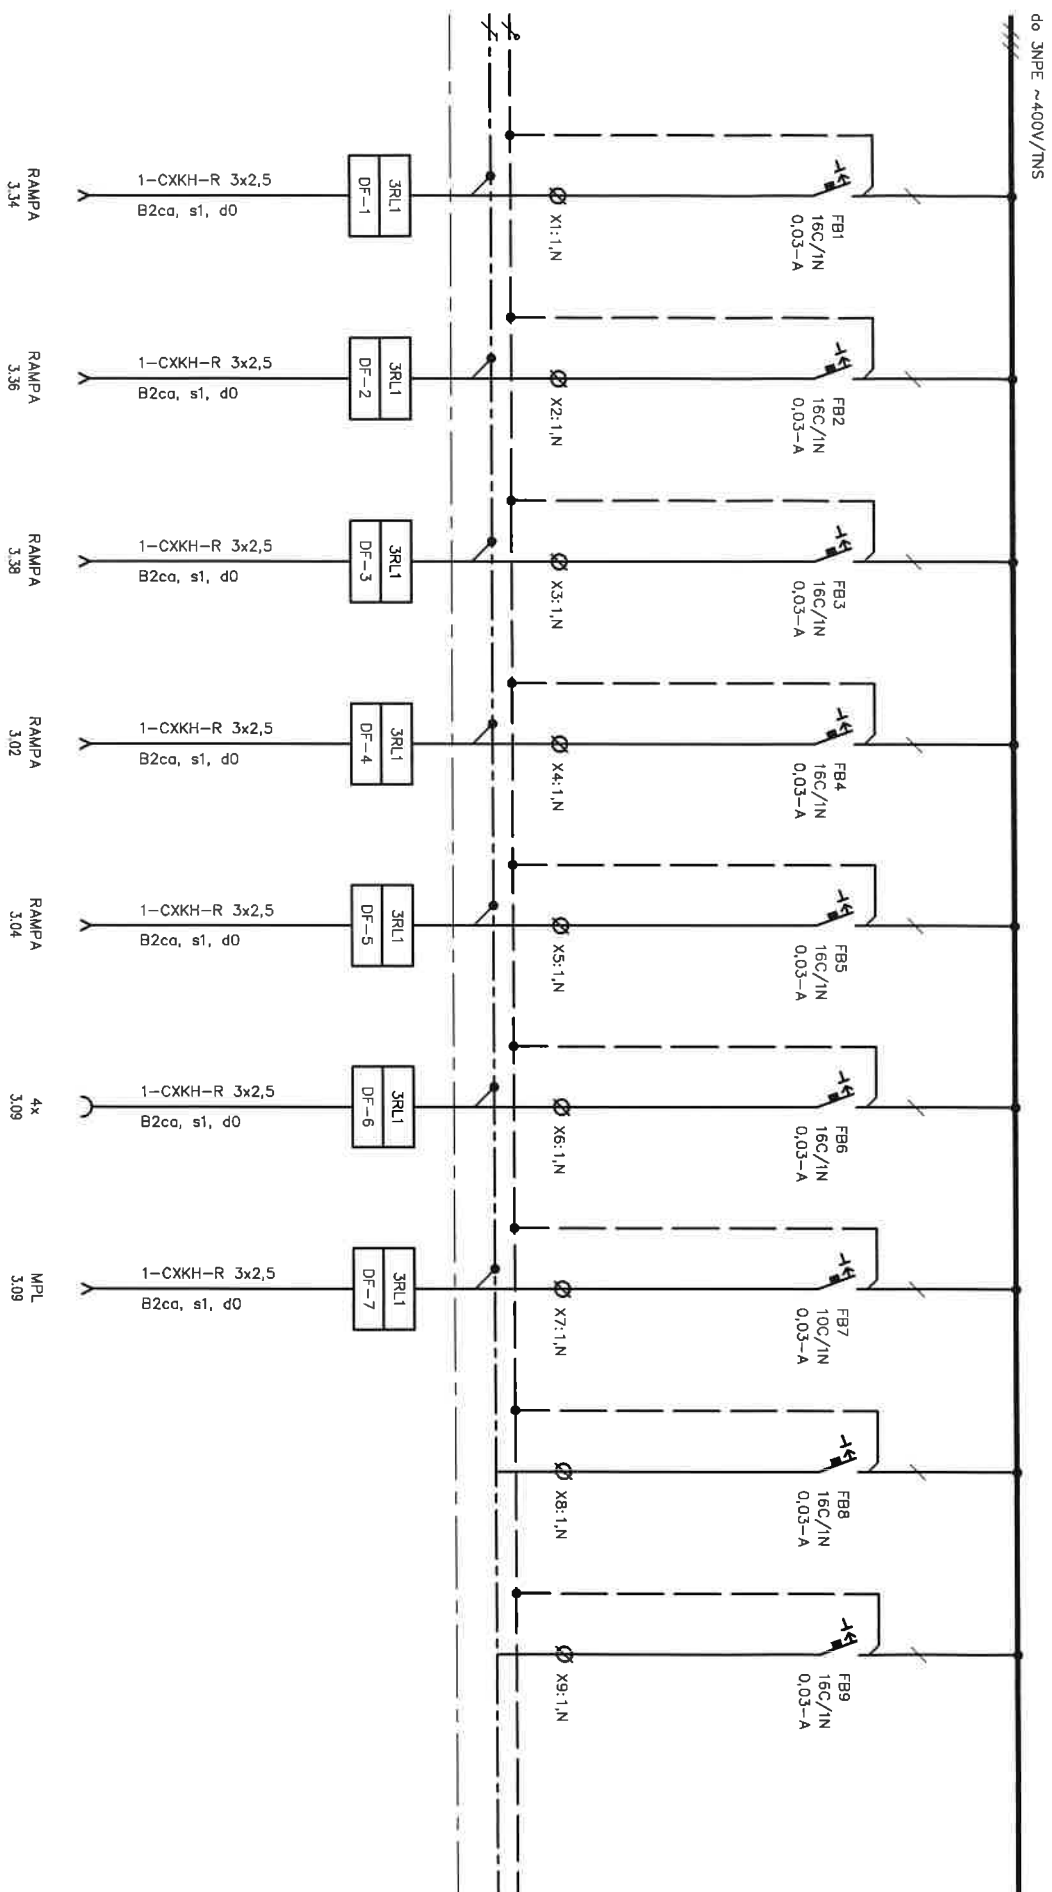 do 3NPE ~400V/TNS
FB1
16C/1N
0,03-A
X1:1,N
3RL1
DF-1
1-CXKH-R 3x2,5
B2ca, s1, d0
RAMPA
3.34
FB2
16C/1N
0,03-A
X2:1,N
3RL1
DF-2
1-CXKH-R 3x2,5
B2ca, s1, d0
RAMPA
3.36
FB3
16C/1N
0,03-A
X3:1,N
3RL1
DF-3
1-CXKH-R 3x2,5
B2ca, s1, d0
RAMPA
3.38
FB4
16C/1N
0,03-A
X4:1,N
3RL1
DF-4
1-CXKH-R 3x2,5
B2ca, s1, d0
RAMPA
3.02
FB5
16C/1N
0,03-A
X5:1,N
3RL1
DF-5
1-CXKH-R 3x2,5
B2ca, s1, d0
RAMPA
3.04
FB6
16C/1N
0,03-A
X6:1,N
3RL1
DF-6
1-CXKH-R 3x2,5
B2ca, s1, d0
4x
3.09
FB7
10C/1N
0,03-A
X7:1,N
3RL1
DF-7
1-CXKH-R 3x2,5
B2ca, s1, d0
MPL
3.09
FB8
16C/1N
0,03-A
X8:1,N
FB9
16C/1N
0,03-A
X9:1,N